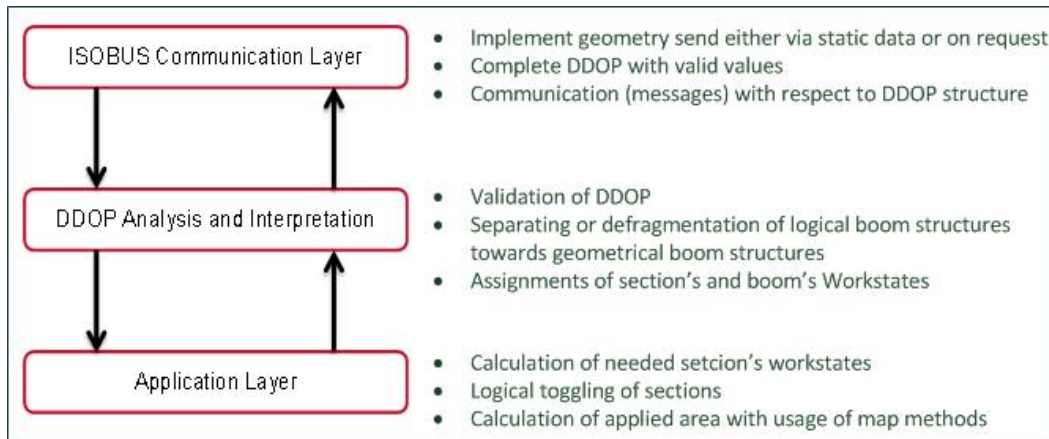 ISOBUS Communication Layer
• Implement geometry send either via static data or on request
• Complete DDOP with valid values
• Communication (messages) with respect to DDOP structure
DDOP Analysis and Interpretation
• Validation of DDOP
• Separating or defragmentation of logical boom structures
towards geometrical boom structures
• Assignments of section's and boom's Workstates
Application Layer
• Calculation of needed setcion's workstates
• Logical toggling of sections
• Calculation of applied area with usage of map methods